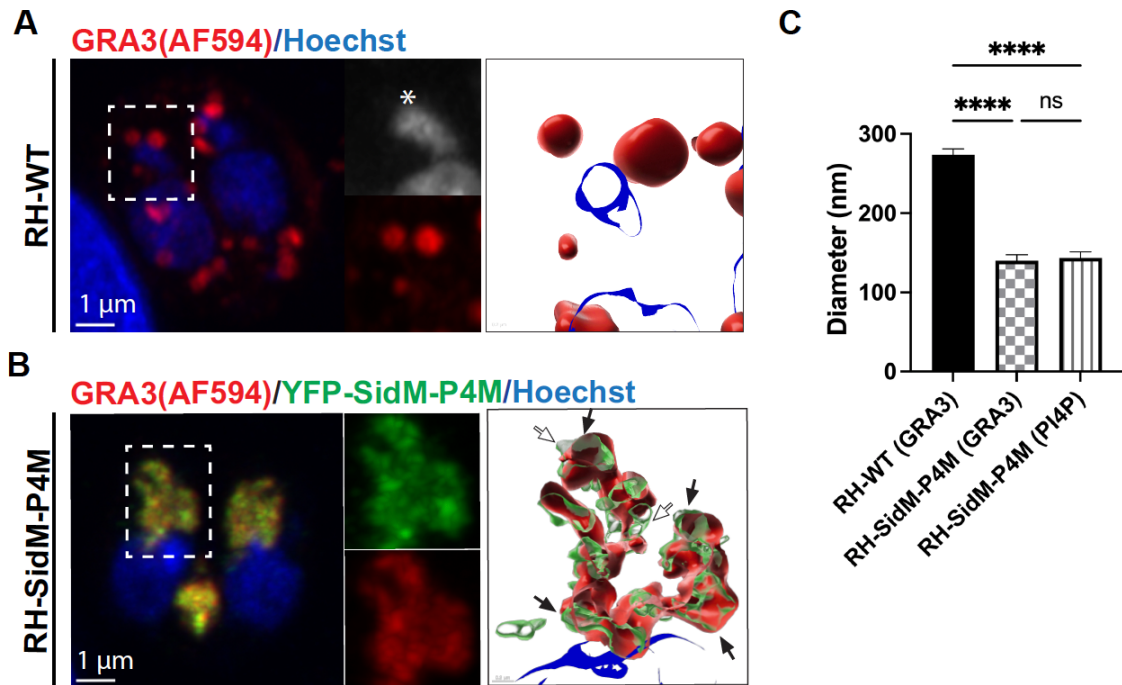 A
GRA3(AF594)/Hoechst
RH-WT
*
1 μm
B
GRA3(AF594)/YFP-SidM-P4M/Hoechst
RH-SidM-P4M
1 μm
C
****
**** ns
Diameter (nm)
300
200
100
0
RH-WT (GRA3)
RH-SidM-P4M (GRA3)
RH-SidM-P4M (PI4P)